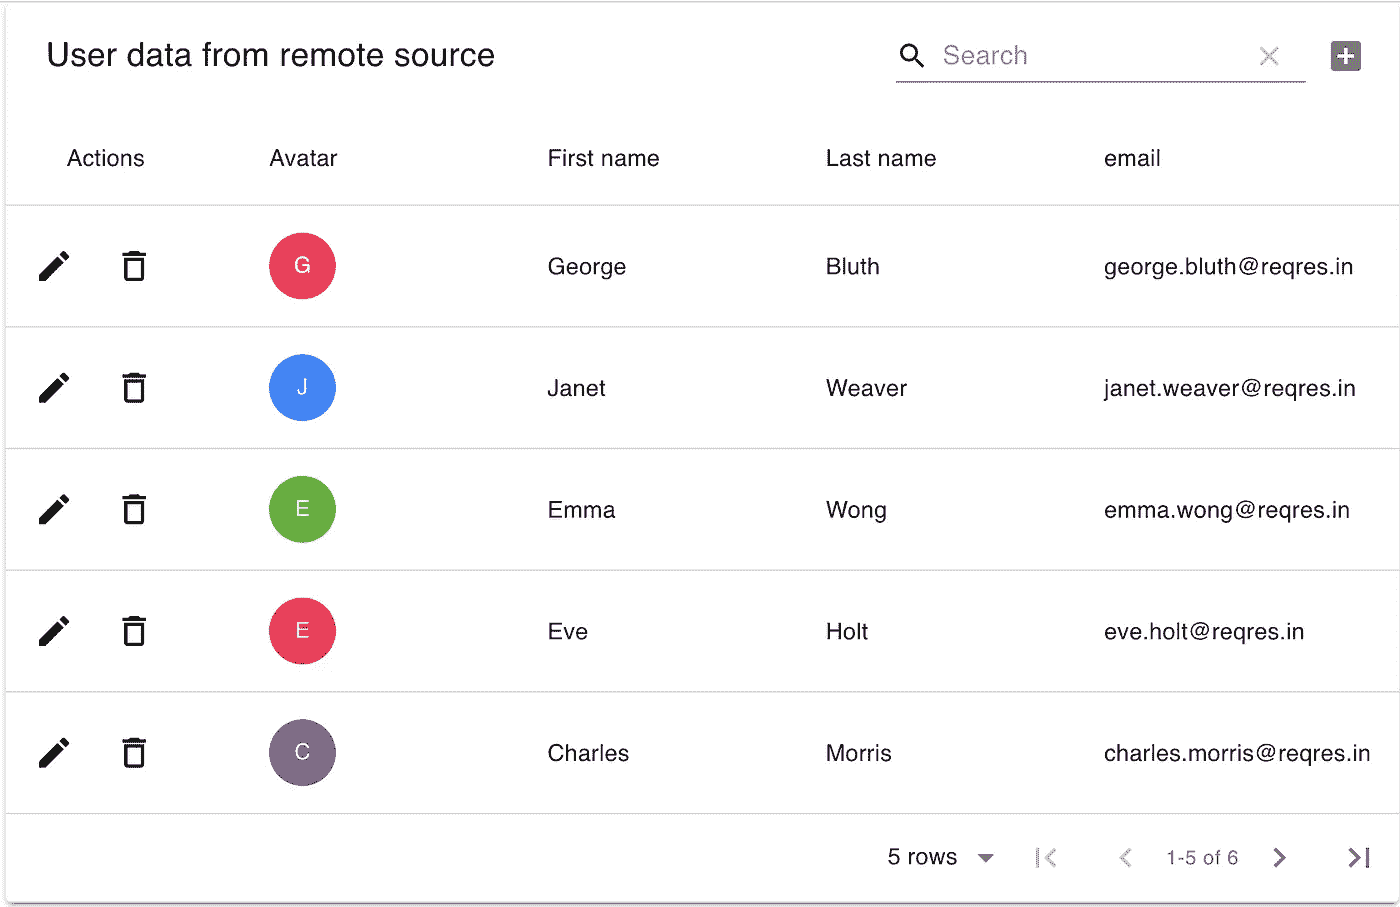 User data from remote source Search
Actions Avatar First name Last name email
G George Bluth george.bluth@reqres.in
J Janet Weaver janet.weaver@reqres.in
E Emma Wong emma.wong@reqres.in
E Eve Holt eve.holt@reqres.in
C Charles Morris charles.morris@reqres.in
5 rows 1-5 of 6